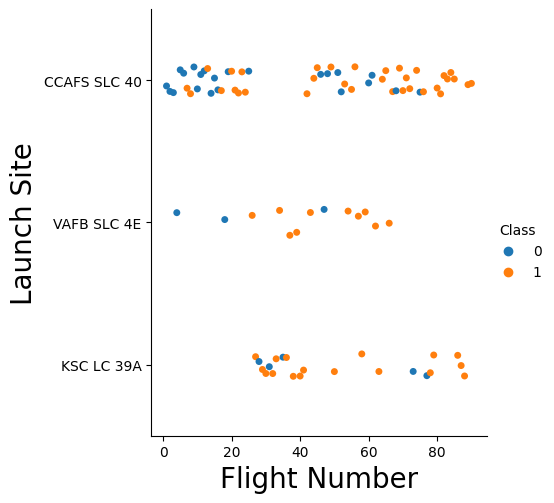 CCAFS SLC 40
VAFB SLC 4E
KSC LC 39A
Launch Site
0 20 40 60 80
Flight Number
Class
0
1